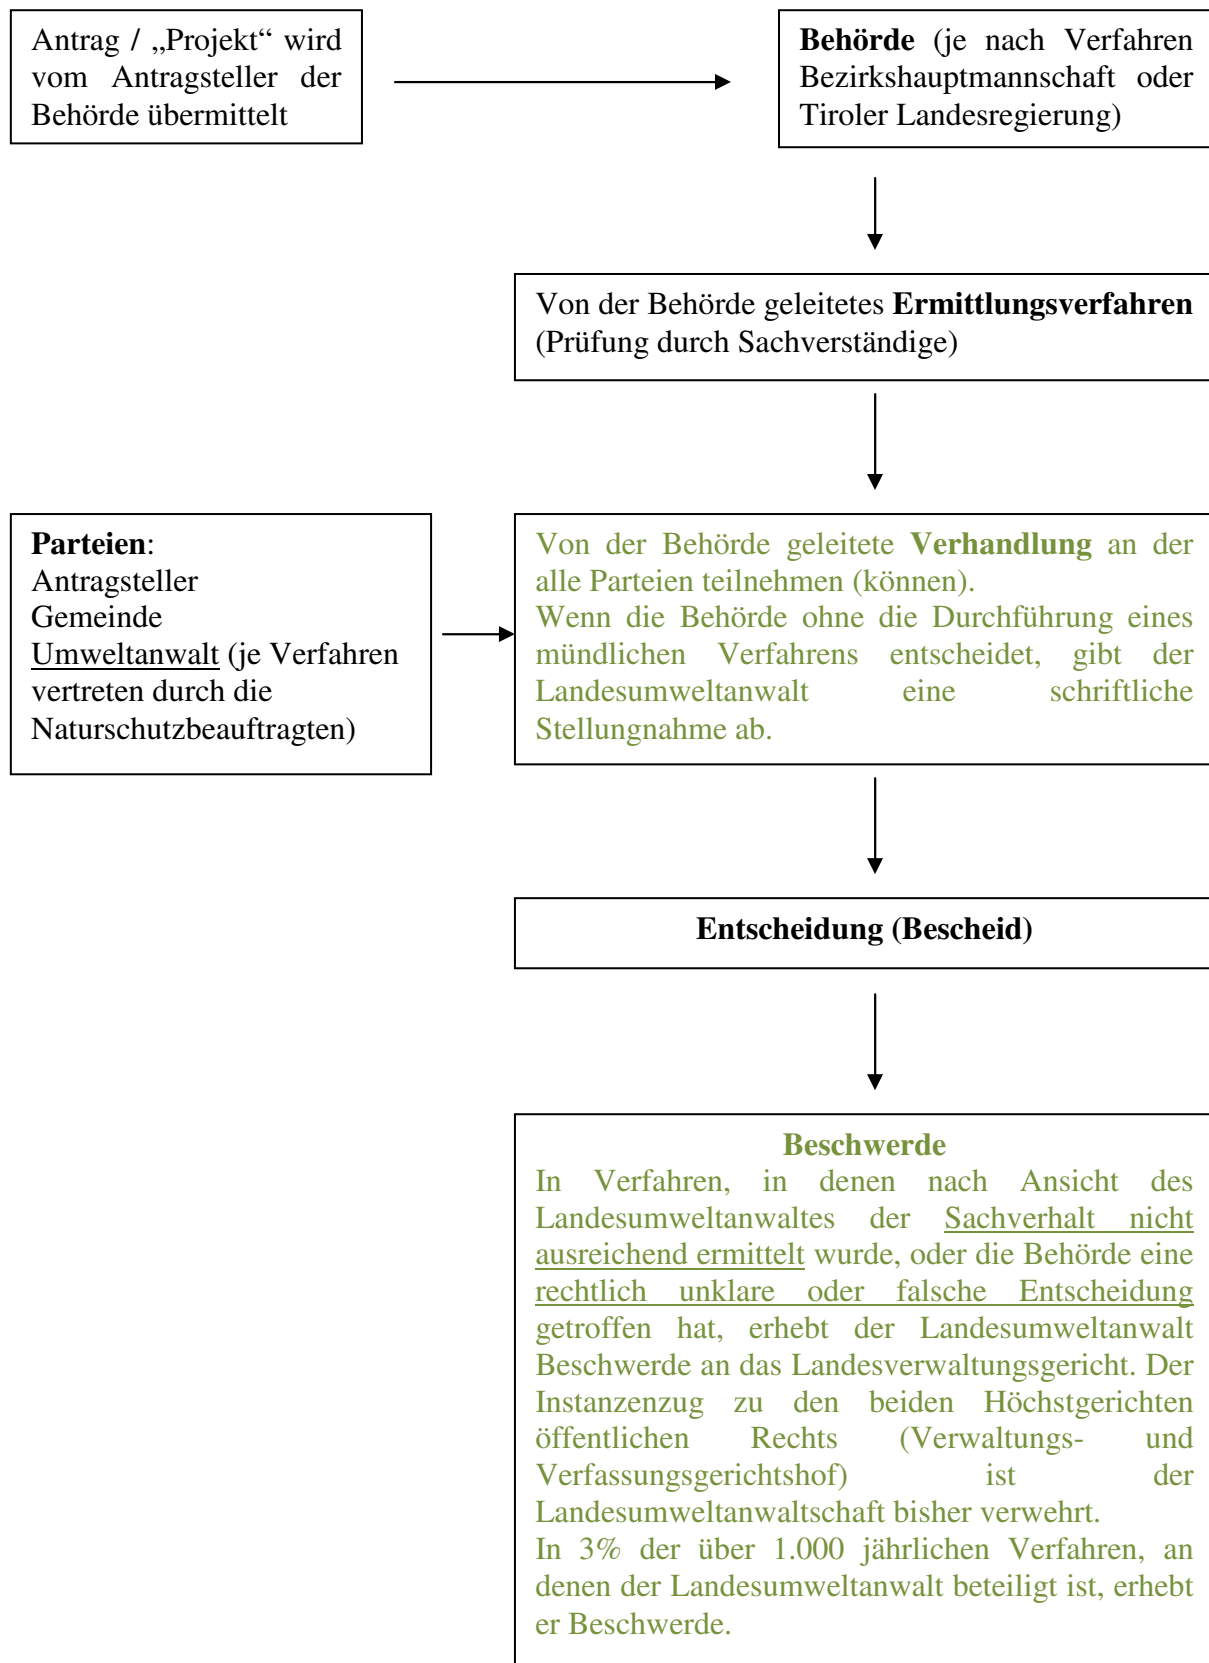 Antrag / „Projekt“ wird
vom Antragsteller der
Behörde übermittelt
Behörde (je nach Verfahren
Bezirkshauptmannschaft oder
Tiroler Landesregierung)
Von der Behörde geleitetes Ermittlungsverfahren
(Prüfung durch Sachverständige)
Parteien:
Antragsteller
Gemeinde
Umweltanwalt (je Verfahren
vertreten durch die
Naturschutzbeauftragten)
Von der Behörde geleitete Verhandlung an der
alle Parteien teilnehmen (können).
Wenn die Behörde ohne die Durchführung eines
mündlichen Verfahrens entscheidet, gibt der
Landesumweltanwalt eine schriftliche
Stellungnahme ab.
Entscheidung (Bescheid)
Beschwerde
In Verfahren, in denen nach Ansicht des
Landesumweltanwaltes der Sachverhalt nicht
ausreichend ermittelt wurde, oder die Behörde eine
rechtlich unklare oder falsche Entscheidung
getroffen hat, erhebt der Landesumweltanwalt
Beschwerde an das Landesverwaltungsgericht. Der
Instanzenzug zu den beiden Höchstgerichten
öffentlichen Rechts (Verwaltungs- und
Verfassungsgerichtshof) ist der
Landesumweltanwaltschaft bisher verwehrt.
In 3% der über 1.000 jährlichen Verfahren, an
denen der Landesumweltanwalt beteiligt ist, erhebt
er Beschwerde.